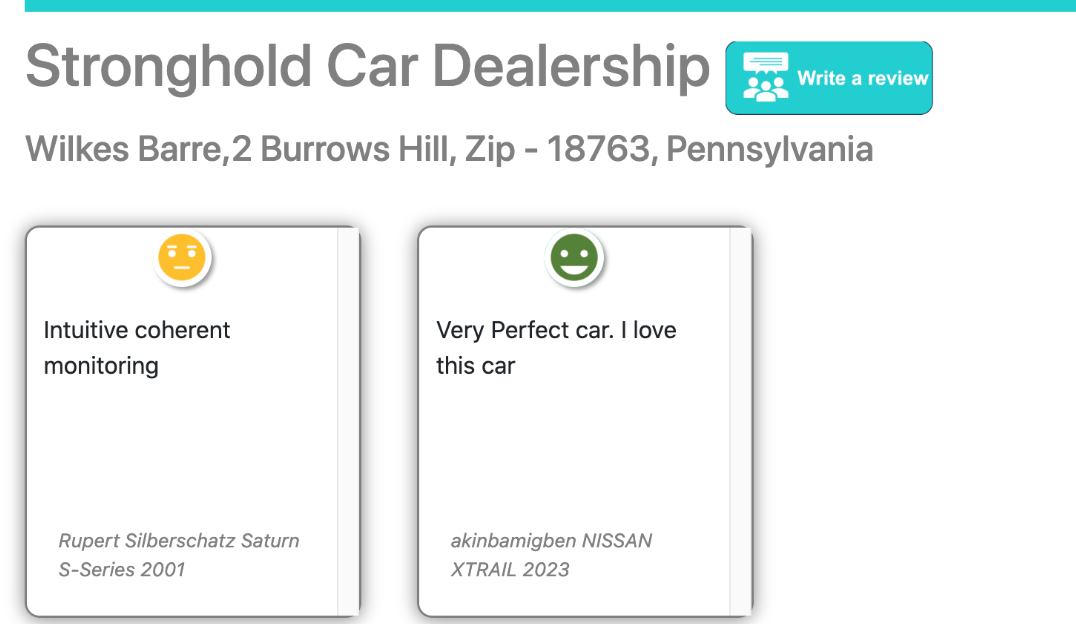 Stronghold Car Dealership
Write a review
Wilkes Barre,2 Burrows Hill, Zip - 18763, Pennsylvania
Intuitive coherent
monitoring
Rupert Silberschatz Saturn
S-Series 2001
Very Perfect car. I love
this car
akinbamigben NISSAN
XTRAIL 2023